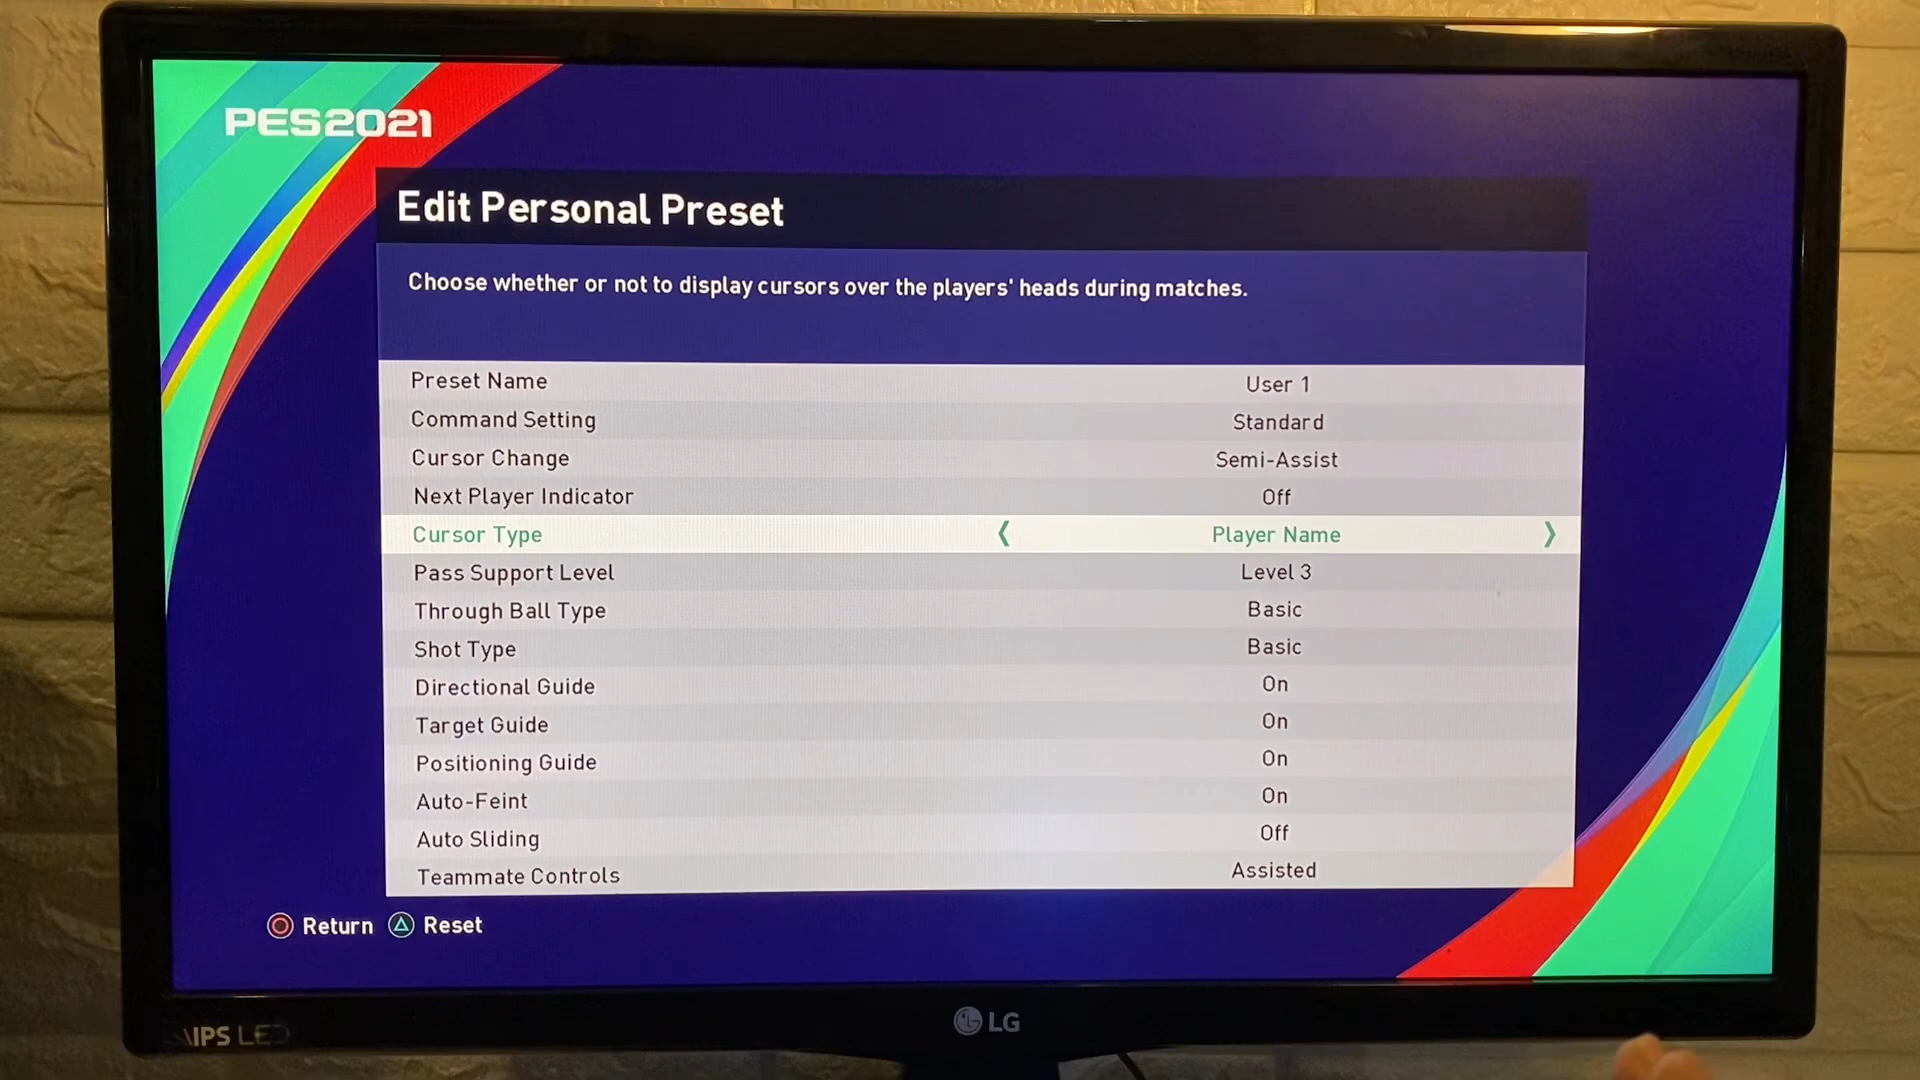 PES2021
Edit Personal Preset
Choose whether or not to display cursors over the players' heads during matches.
Preset Name User 1
Command Setting Standard
Cursor Change Semi-Assist
Next Player Indicator Off
Cursor Type Player Name
Pass Support Level Level 3
Through Ball Type Basic
Shot Type Basic
Directional Guide On
Target Guide On
Positioning Guide On
Auto-Feint On
Auto Sliding Off
Teammate Controls Assisted
Return Reset
IPS LED
LG